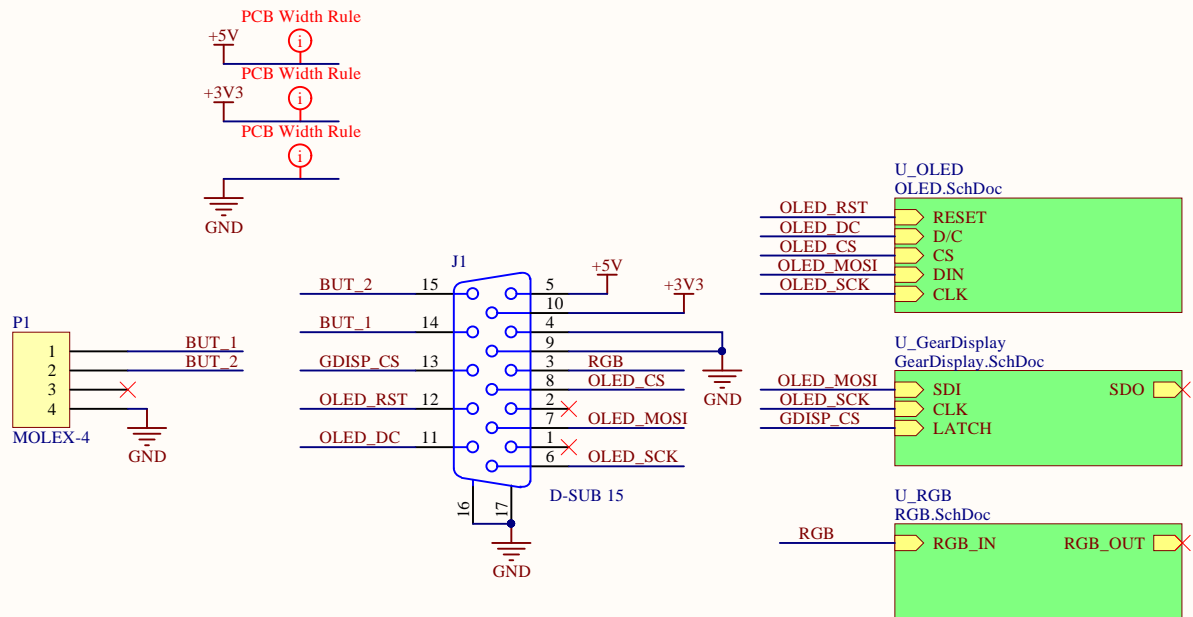 PCB Width Rule
+5V
i
PCB Width Rule
+3V3
i
PCB Width Rule
i
GND
U_OLED
OLED.SchDoc
OLED_RST
RESET
OLED_DC
D/C
OLED_CS
CS
OLED_MOSI
DIN
OLED_SCK
CLK
J1
BUT_2
15
5
+5V
10
+3V3
BUT_1
14
4
9
GDISP_CS
13
3
RGB
8
OLED_CS
OLED_RST
12
2
7
OLED_MOSI
OLED_DC
11
1
6
OLED_SCK
GND
16
17
D-SUB 15
GND
P1
1
BUT_1
2
BUT_2
3
4
MOLEX-4
GND
U_GearDisplay
GearDisplay.SchDoc
OLED_MOSI
SDI
SDO
OLED_SCK
CLK
GDISP_CS
LATCH
U_RGB
RGB.SchDoc
RGB
RGB_IN
RGB_OUT